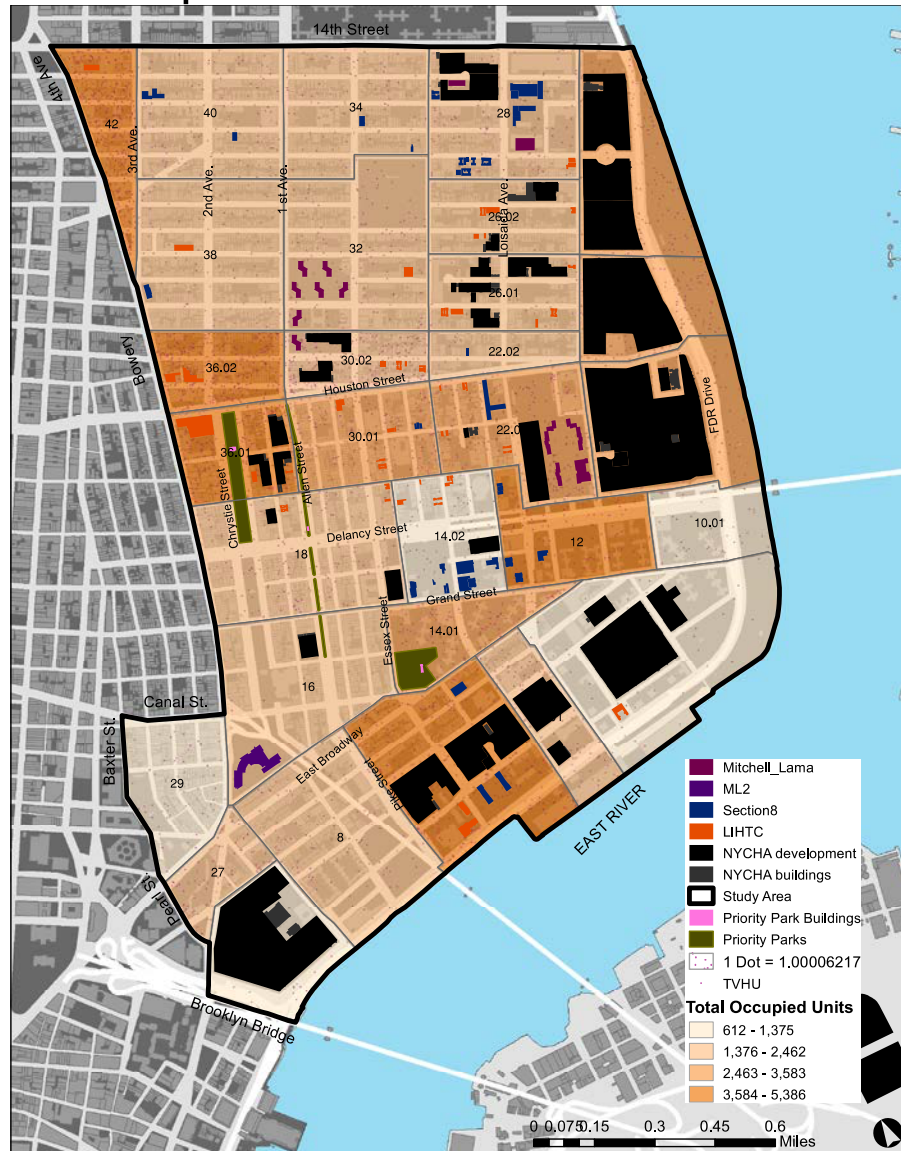 14th Street
4th Ave
42
3rd Ave.
40
2nd Ave.
1 st Ave.
34
28
Loisaida Ave.
26.02
38
32
26.01
Bowery
36.02
30.02
22.02
Houston Street
FDR Drive
36.01
30.01
22.0
Chrystie Street
Allen Street
Delancy Street
18
14.02
12
10.01
Essex Street
Grand Street
14.01
16
Canal St.
Baxter St.
29
East Broadway
Pike Street
8
27
Pearl St.
EAST RIVER
Brooklyn Bridge
Mitchell_Lama
ML2
Section8
LIHTC
NYCHA development
NYCHA buildings
Study Area
Priority Park Buildings
Priority Parks
1 Dot = 1.00006217
TVHU
Total Occupied Units
612 - 1,375
1,376 - 2,462
2,463 - 3,583
3,584 - 5,386
0 0.075 0.15 0.3 0.45 0.6
Miles